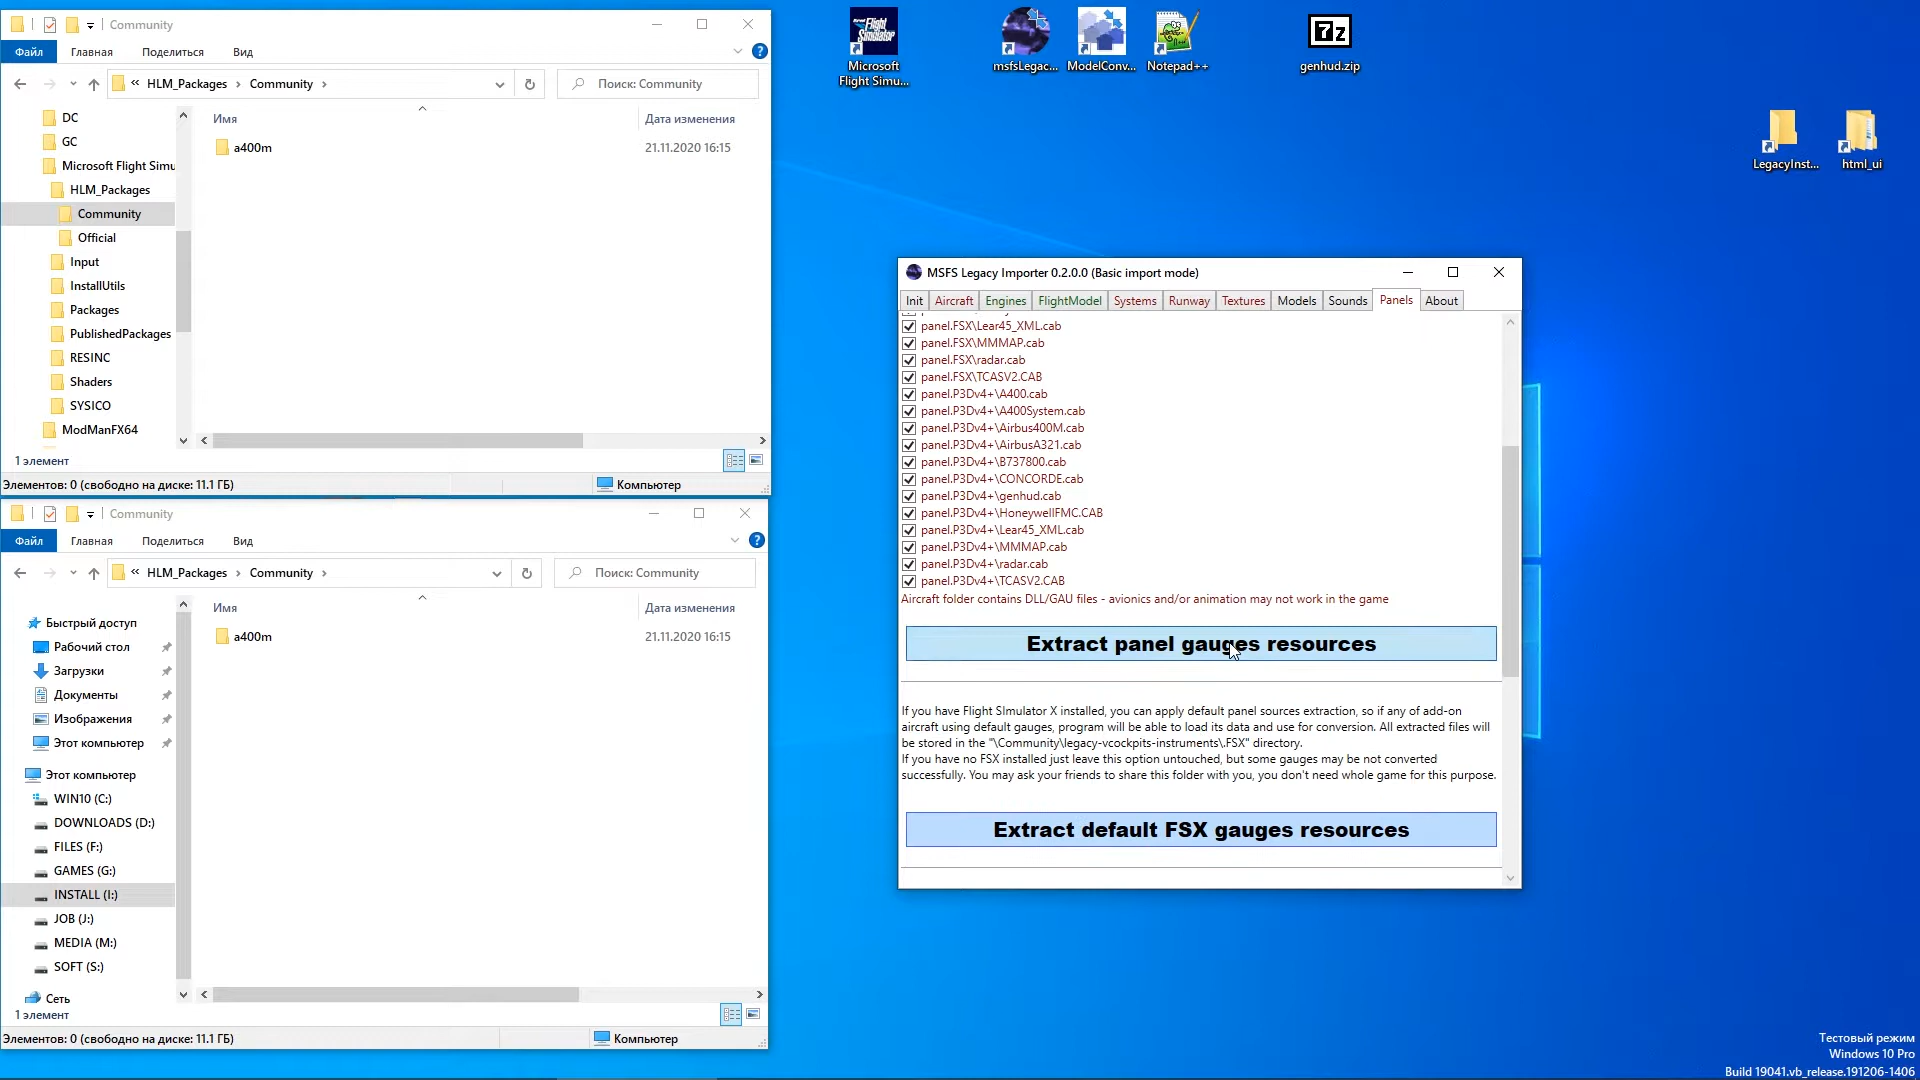 Community
Файл
Главная
Поделиться
Вид
HLM_Packages
Community
Поиск: Community
Имя
Дата изменения
DC
GC
Microsoft Flight Simu
HLM_Packages
Community
Official
Input
InstallUtils
Packages
PublishedPackages
RESINC
Shaders
SYSICO
ModManFX64
a400m
21.11.2020 16:15
1 элемент
Элементов: 0 (свободно на диске: 11.1 ГБ)
Компьютер
Community
Файл
Главная
Поделиться
Вид
HLM_Packages
Community
Поиск: Community
Имя
Дата изменения
Быстрый доступ
Рабочий стол
Загрузки
Документы
Изображения
Этот компьютер
Этот компьютер
WIN10 (C:)
DOWNLOADS (D:)
FILES (F:)
GAMES (G:)
INSTALL (I:)
JOB (J:)
MEDIA (M:)
SOFT (S:)
Сеть
a400m
21.11.2020 16:15
1 элемент
Элементов: 0 (свободно на диске: 11.1 ГБ)
Компьютер
Flight Simulator
Microsoft
Flight Simu...
msfsLegac...
ModelConv...
Notepad++
7z
genhud.zip
LegacyInst...
html_ui
MSFS Legacy Importer 0.2.0.0 (Basic import mode)
Init
Aircraft
Engines
FlightModel
Systems
Runway
Textures
Models
Sounds
Panels
About
panel.FSX\Lear45_XML.cab
panel.FSX\MMMAP.cab
panel.FSX\radar.cab
panel.FSX\TCASV2.CAB
panel.P3Dv4+\A400.cab
panel.P3Dv4+\A400System.cab
panel.P3Dv4+\Airbus400M.cab
panel.P3Dv4+\AirbusA321.cab
panel.P3Dv4+\B737800.cab
panel.P3Dv4+\CONCORDE.cab
panel.P3Dv4+\genhud.cab
panel.P3Dv4+\HoneywellFMC.CAB
panel.P3Dv4+\Lear45_XML.cab
panel.P3Dv4+\MMMAP.cab
panel.P3Dv4+\radar.cab
panel.P3Dv4+\TCASV2.CAB
Aircraft folder contains DLL/GAU files - avionics and/or animation may not work in the game
Extract panel gauges resources
If you have Flight SImulator X installed, you can apply default panel sources extraction, so if any of add-on
aircraft using default gauges, program will be able to load its data and use for conversion. All extracted files will
be stored in the "\Community\legacy-vcockpits-instruments\.FSX" directory.
If you have no FSX installed just leave this option untouched, but some gauges may be not converted
successfully. You may ask your friends to share this folder with you, you don't need whole game for this purpose.
Extract default FSX gauges resources
Тестовый режим
Windows 10 Pro
Build 19041.vb_release.191206-1406